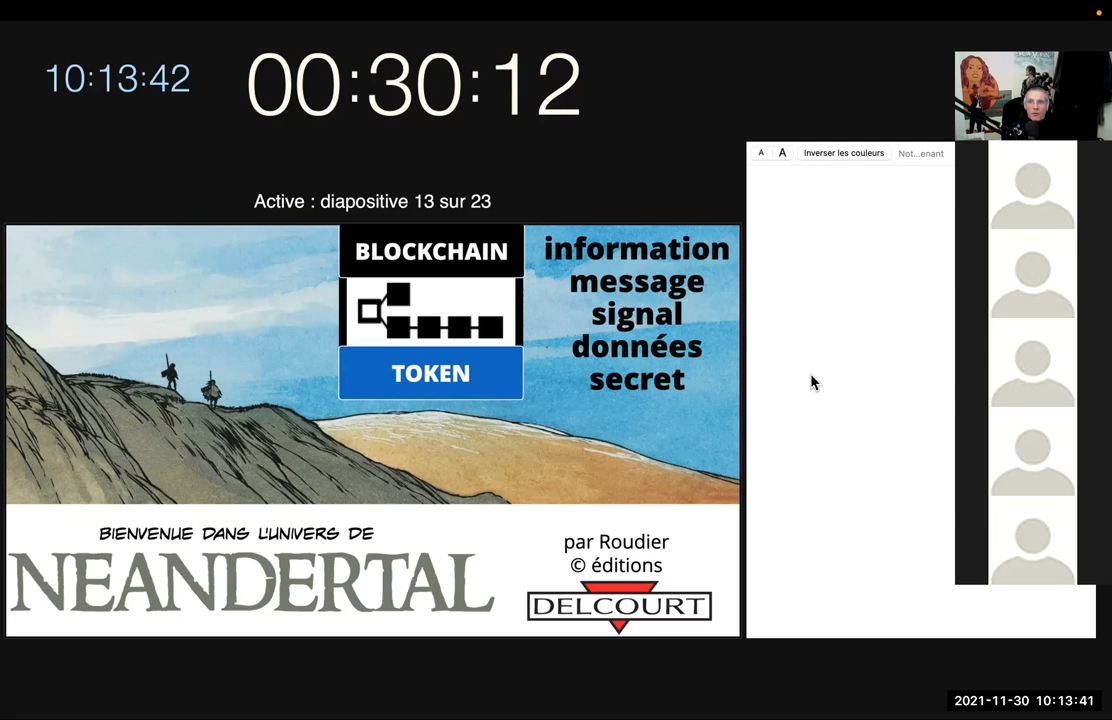 10:13:42
00:30:12
Active : diapositive 13 sur 23
A A Inverser les couleurs Not...enant
BLOCKCHAIN
TOKEN
information
message
signal
données
secret
BIENVENUE DANS L'UNIVERS DE
NEANDERTAL
par Roudier
© éditions
DELCOURT
2021-11-30 10:13:41